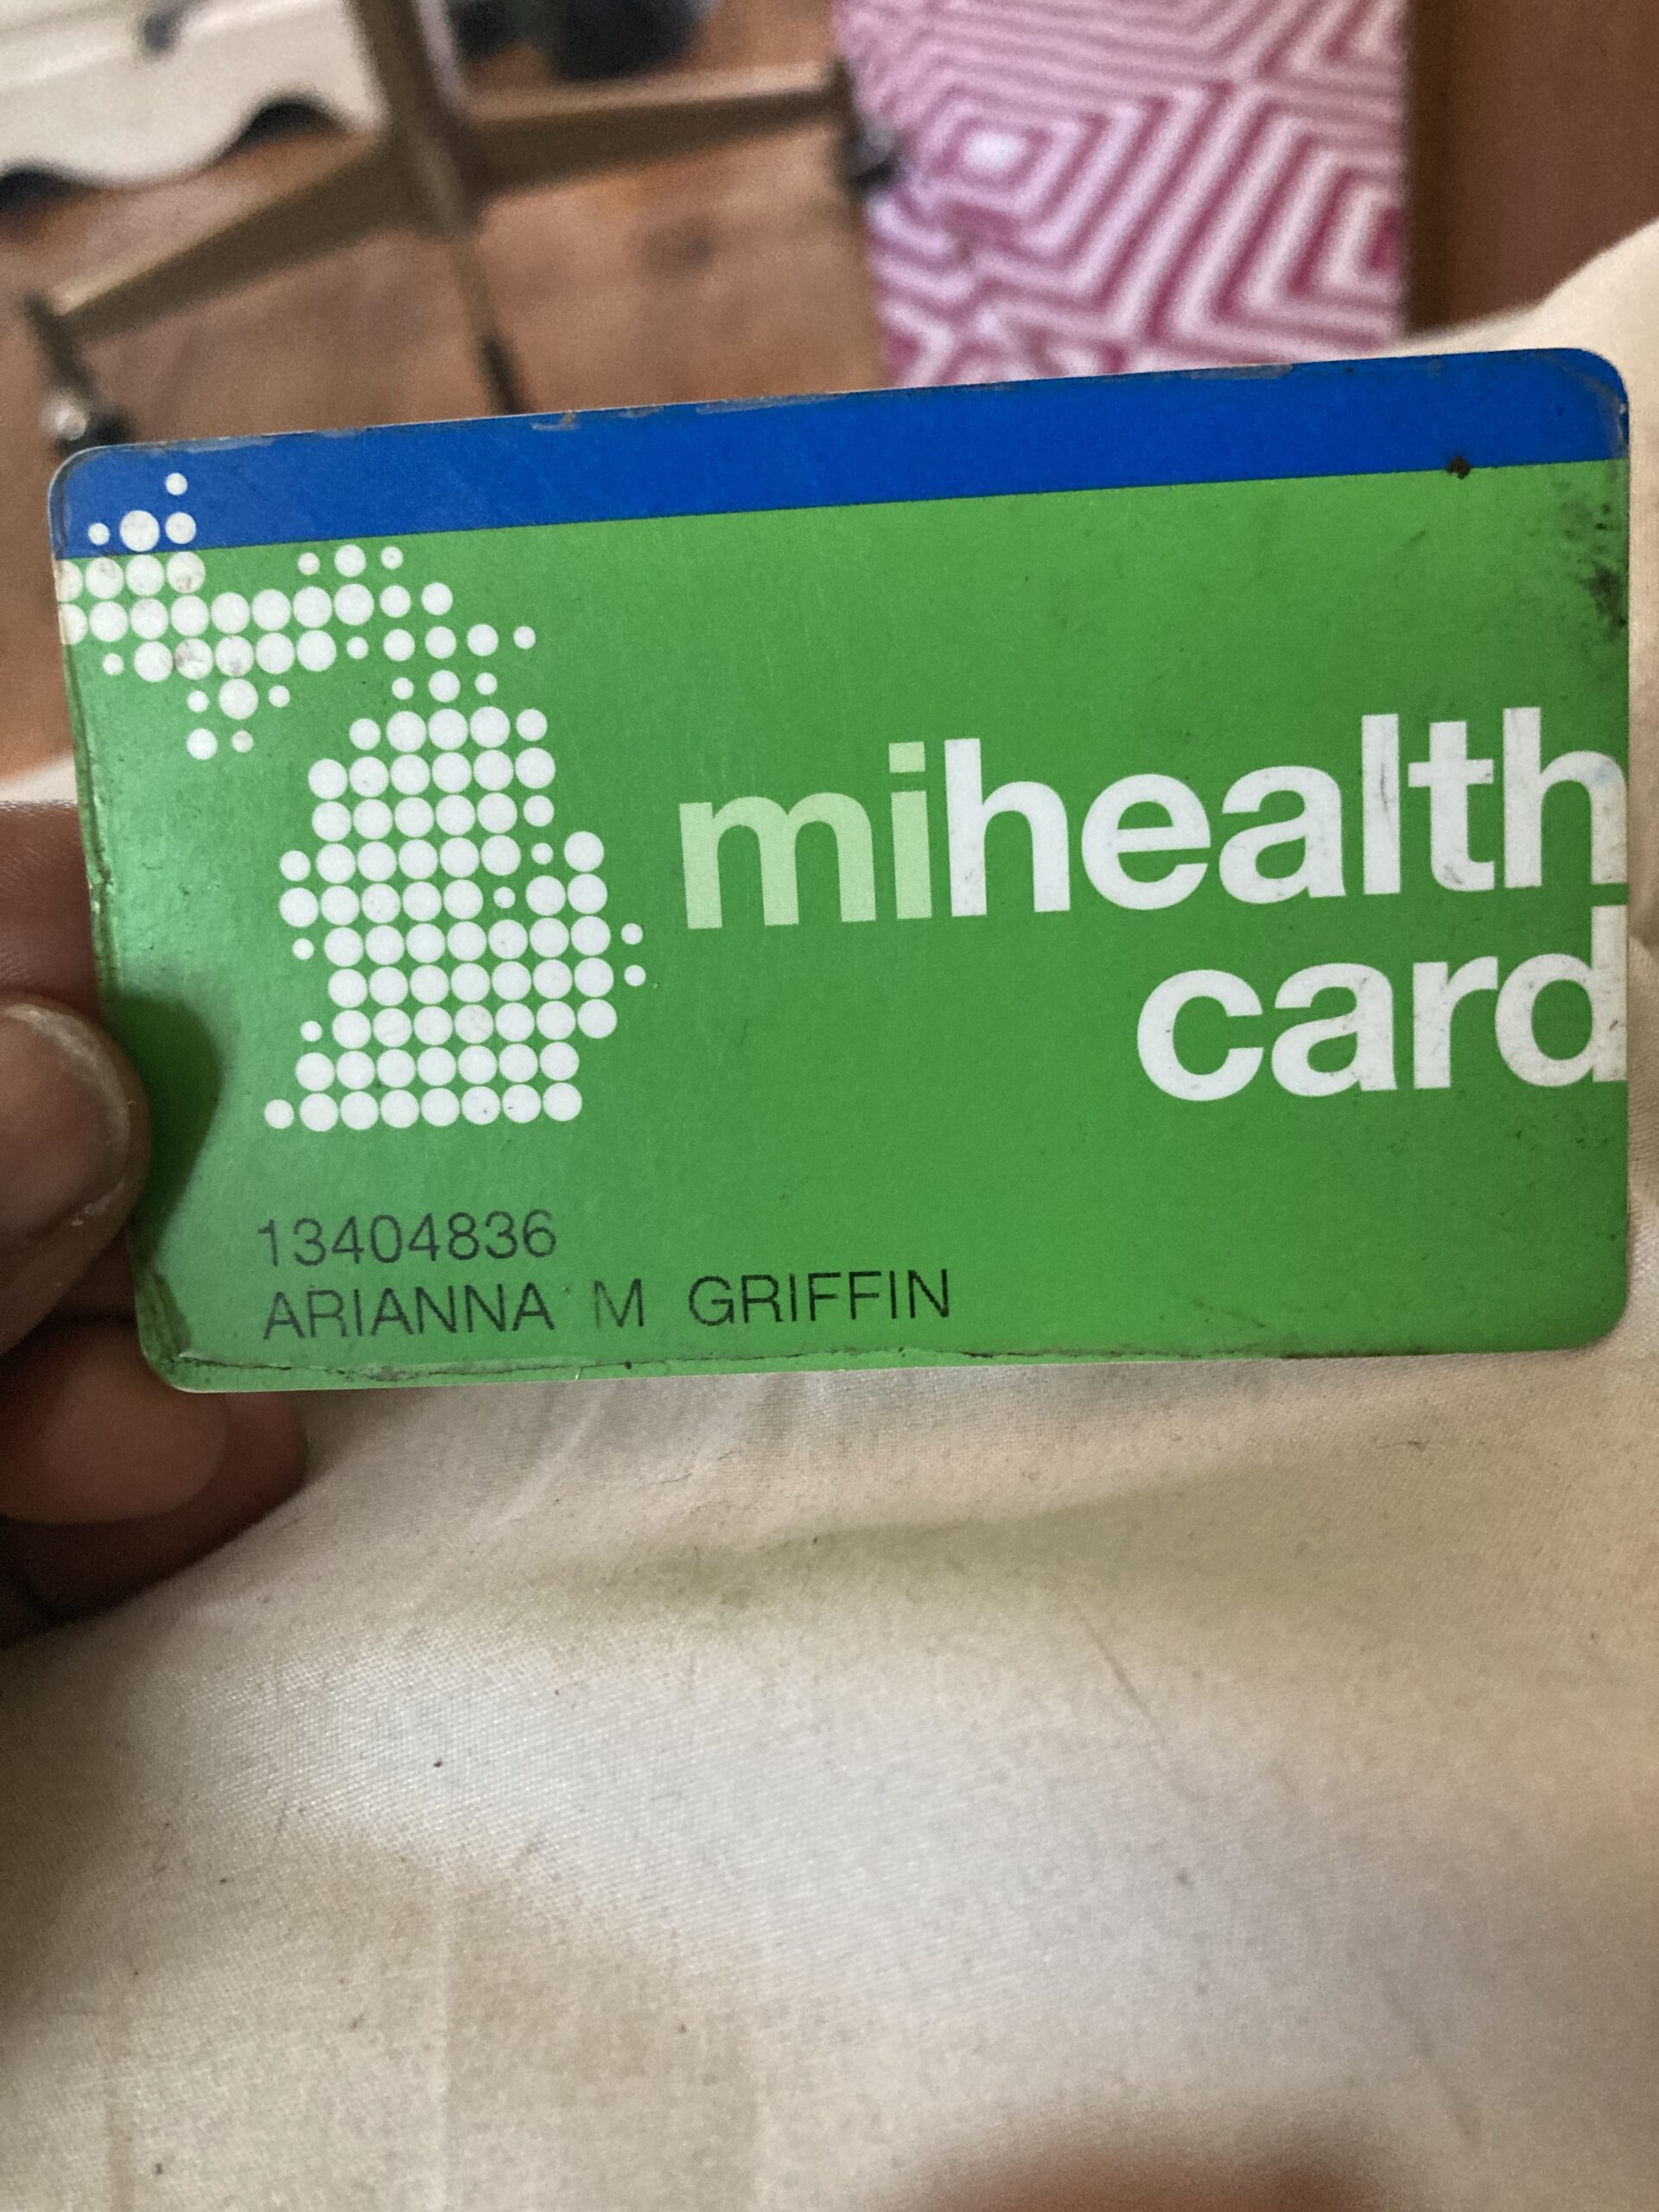 mihealth
card
13404836
ARIANNA M GRIFFIN